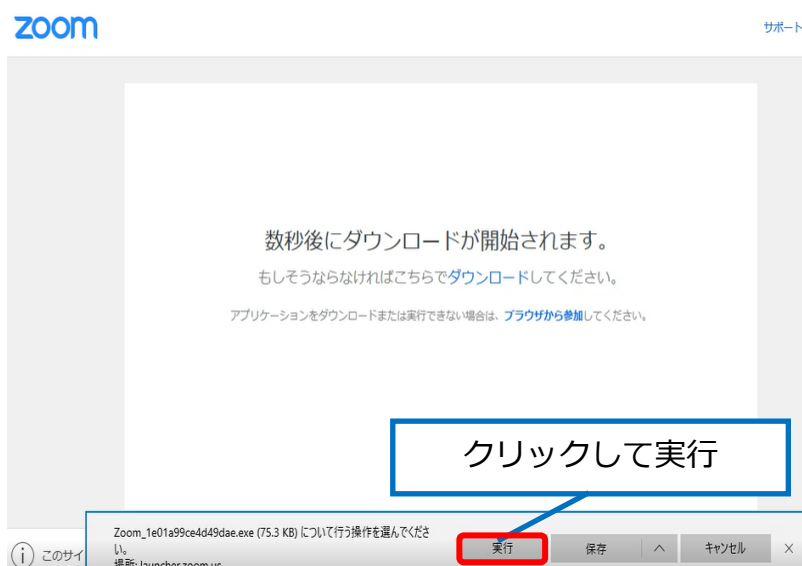 zoom
サポート
数秒後にダウンロードが開始されます。
もしそうならなければこちらでダウンロードしてください。
アプリケーションをダウンロードまたは実行できない場合は、ブラウザから参加してください。
クリックして実行
Zoom_1e01a99ce4d49dae.exe (75.3 KB) について行う操作を選んでくださ
い。
場所: launcher.zoom.us
実行
保存
キャンセル
このサイ